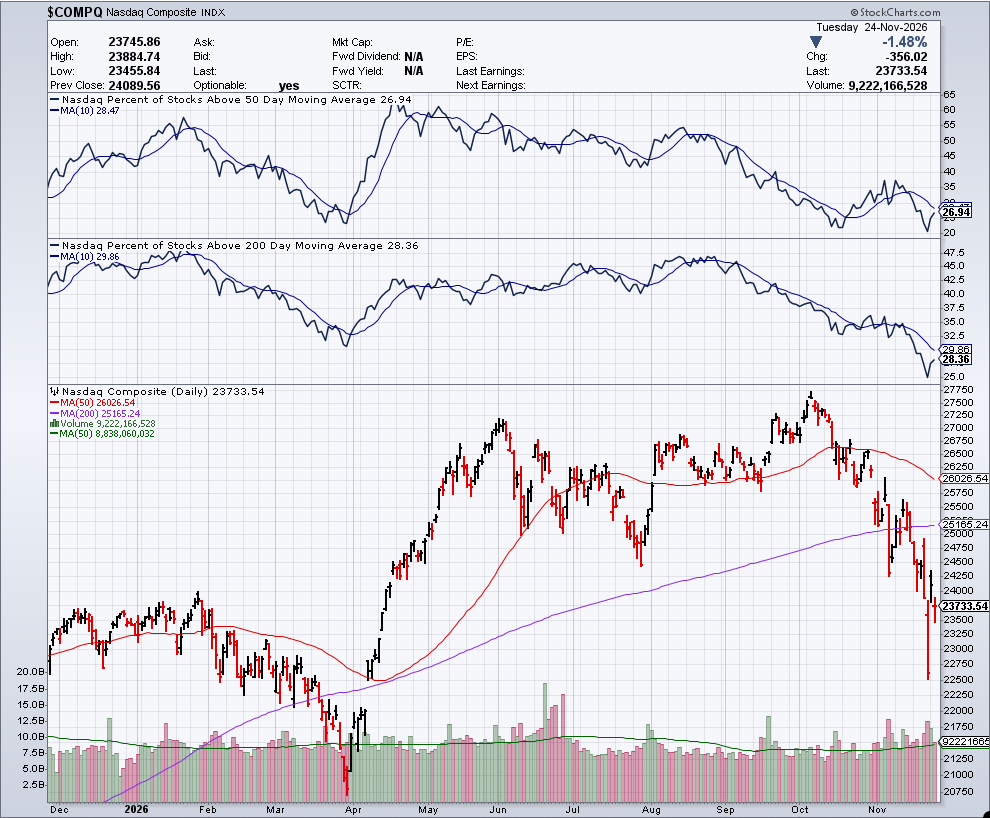 $COMPQ Nasdaq Composite INDX
© StockCharts.com
Tuesday 24-Nov-2026
Open: 23745.86 Ask: Mkt Cap: P/E: -1.48%
High: 23884.74 Bid: Fwd Dividend: N/A EPS: Chg: -356.02
Low: 23455.84 Last: Fwd Yield: N/A Last Earnings: Last: 23733.54
Prev Close: 24089.56 Optionable: yes SCTR: Next Earnings: Volume: 9,222,166,528
Nasdaq Percent of Stocks Above 50 Day Moving Average 26.94
MA(10) 28.47
65
60
55
50
45
40
35
26.94
20
Nasdaq Percent of Stocks Above 200 Day Moving Average 28.36
MA(10) 29.86
47.5
45.0
42.5
40.0
37.5
35.0
32.5
29.86
28.36
25.0
Nasdaq Composite (Daily) 23733.54
MA(50) 26026.54
MA(200) 25165.24
Volume 9,222,166,528
MA(50) 8,838,060,032
27750
27500
27250
27000
26750
26500
26250
26026.54
25750
25500
25165.24
25000
24750
24500
24250
24000
23733.54
23500
23250
23000
22750
22500
22250
22000
21750
92221665
21250
21000
20750
20.0B
17.5B
15.0B
12.5B
10.0B
7.5B
5.0B
2.5B
Dec 2026 Feb Mar Apr May Jun Jul Aug Sep Oct Nov